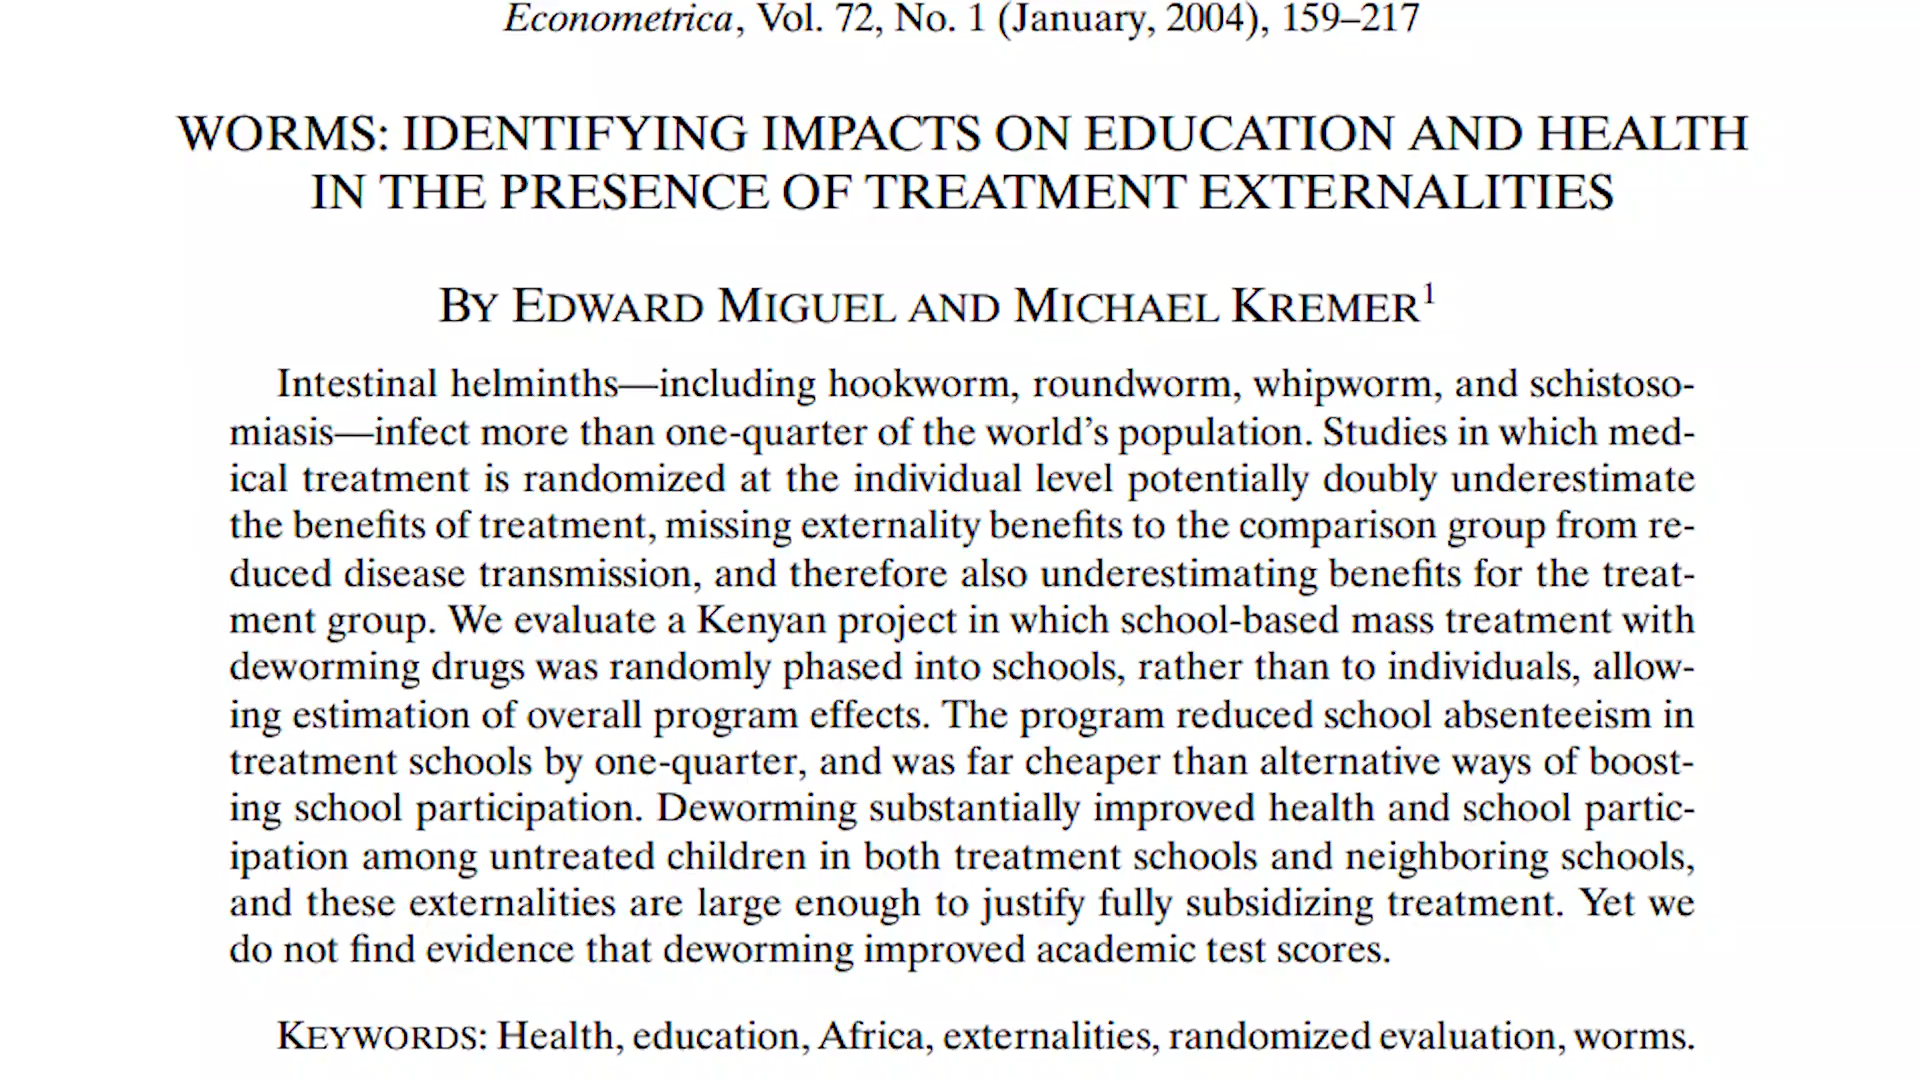 Econometrica, Vol. 72, No. 1 (January, 2004), 159–217
WORMS: IDENTIFYING IMPACTS ON EDUCATION AND HEALTH
IN THE PRESENCE OF TREATMENT EXTERNALITIES
BY EDWARD MIGUEL AND MICHAEL KREMER¹
Intestinal helminths—including hookworm, roundworm, whipworm, and schistoso-
miasis—infect more than one-quarter of the world's population. Studies in which med-
ical treatment is randomized at the individual level potentially doubly underestimate
the benefits of treatment, missing externality benefits to the comparison group from re-
duced disease transmission, and therefore also underestimating benefits for the treat-
ment group. We evaluate a Kenyan project in which school-based mass treatment with
deworming drugs was randomly phased into schools, rather than to individuals, allow-
ing estimation of overall program effects. The program reduced school absenteeism in
treatment schools by one-quarter, and was far cheaper than alternative ways of boost-
ing school participation. Deworming substantially improved health and school partic-
ipation among untreated children in both treatment schools and neighboring schools,
and these externalities are large enough to justify fully subsidizing treatment. Yet we
do not find evidence that deworming improved academic test scores.
KEYWORDS: Health, education, Africa, externalities, randomized evaluation, worms.